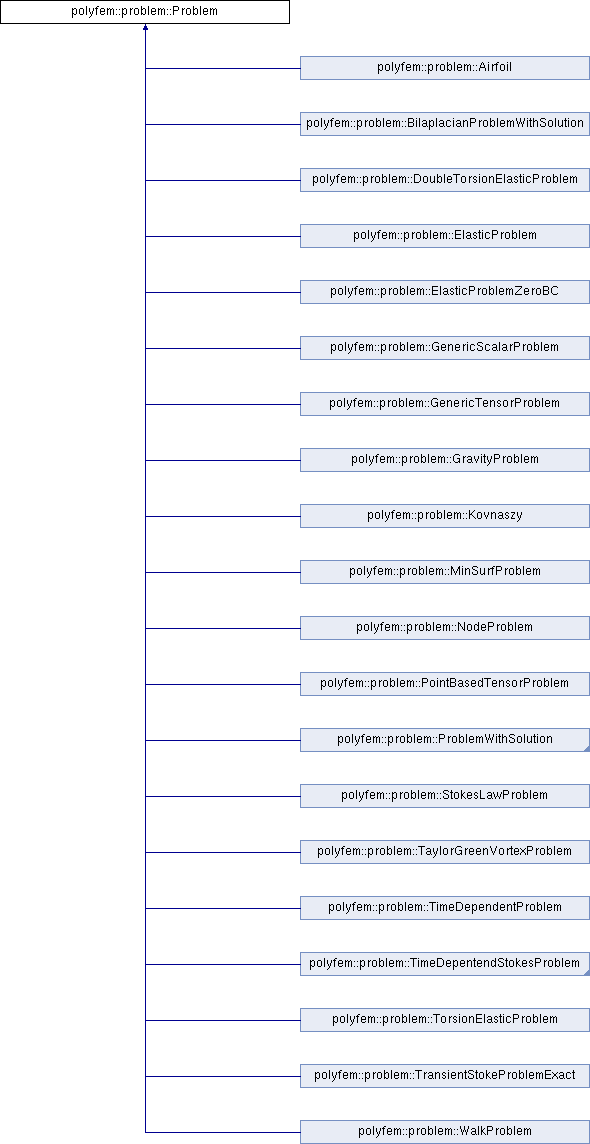 polyfem::problem::Problem
polyfem::problem::Airfoil
polyfem::problem::BilaplacianProblemWithSolution
polyfem::problem::DoubleTorsionElasticProblem
polyfem::problem::ElasticProblem
polyfem::problem::ElasticProblemZeroBC
polyfem::problem::GenericScalarProblem
polyfem::problem::GenericTensorProblem
polyfem::problem::GravityProblem
polyfem::problem::Kovnaszy
polyfem::problem::MinSurfProblem
polyfem::problem::NodeProblem
polyfem::problem::PointBasedTensorProblem
polyfem::problem::ProblemWithSolution
polyfem::problem::StokesLawProblem
polyfem::problem::TaylorGreenVortexProblem
polyfem::problem::TimeDependentProblem
polyfem::problem::TimeDepentendStokesProblem
polyfem::problem::TorsionElasticProblem
polyfem::problem::TransientStokeProblemExact
polyfem::problem::WalkProblem